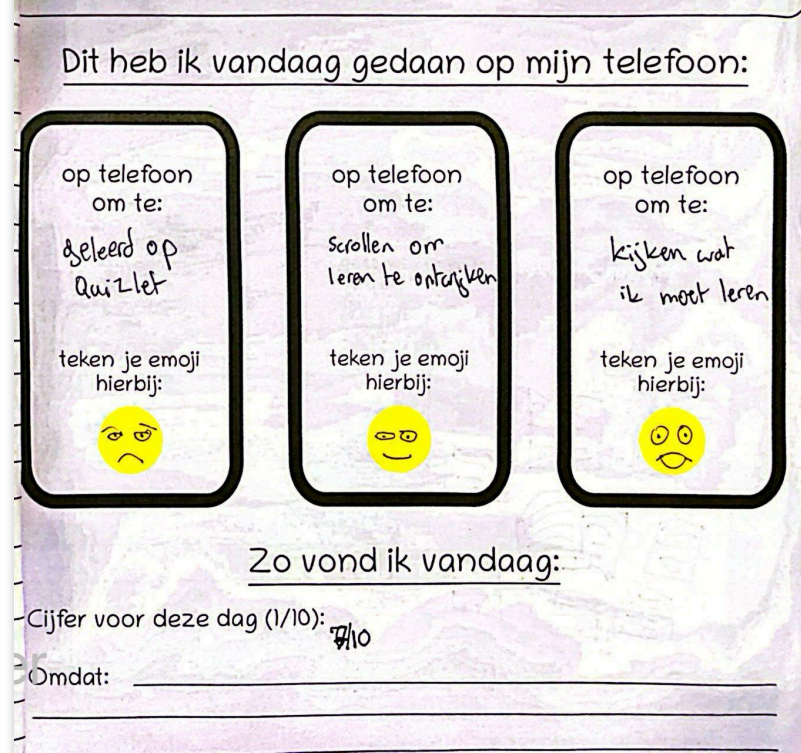 Dit heb ik vandaag gedaan op mijn telefoon:
op telefoon
om te:
geleerd op
Quizlet
teken je emoji
hierbij:
op telefoon
om te:
Scrollen om
leren te ontwijken
teken je emoji
hierbij:
op telefoon
om te:
kijken wat
ik moet leren
teken je emoji
hierbij:
Zo vond ik vandaag:
Cijfer voor deze dag (1/10):
/10
Omdat: